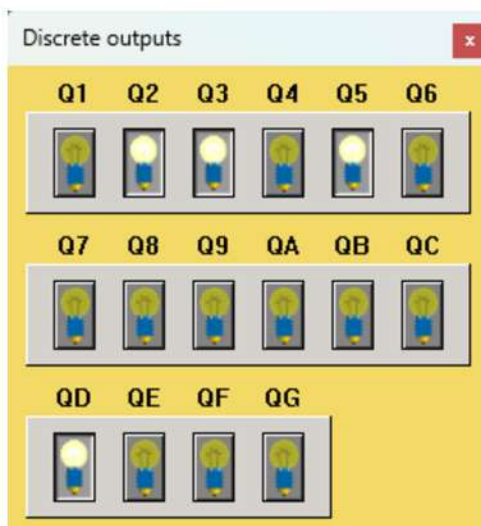 Discrete outputs x
Q1 Q2 Q3 Q4 Q5 Q6
Q7 Q8 Q9 QA QB QC
QD QE QF QG